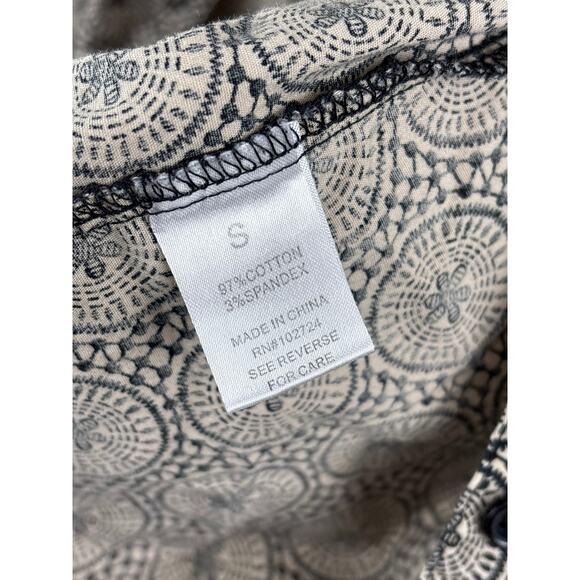 S
97%COTTON
3%SPANDEX
MADE IN CHINA
RN#102724
SEE REVERSE
FOR CARE